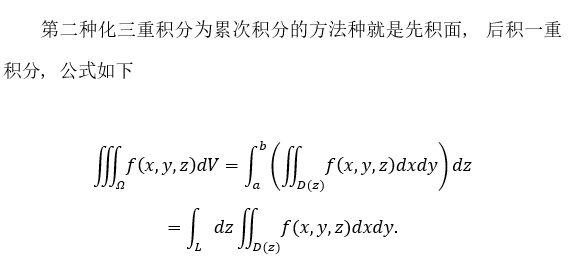 第二种化三重积分为累次积分的方法种就是先积面, 后积一重
积分, 公式如下
∭_Ω f(x, y, z)dV = ∫_a^b (∬_{D(z)} f(x, y, z)dxdy) dz
= ∫_L dz ∬_{D(z)} f(x, y, z)dxdy.